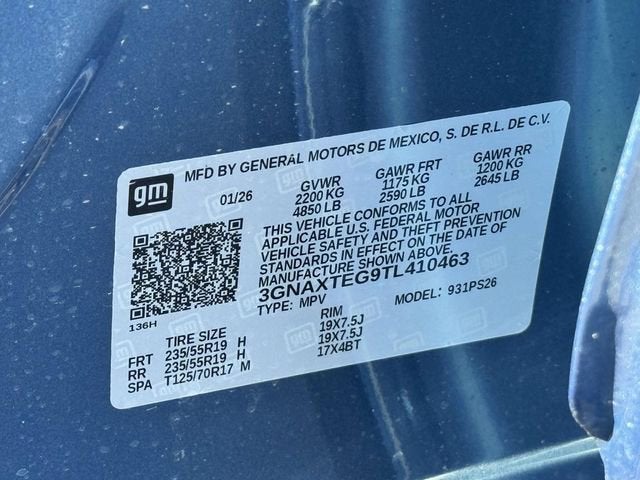 MFD BY GENERAL MOTORS DE MEXICO, S. DE R.L. DE C.V.
gm
01/26
GVWR
2200 KG
4850 LB
GAWR FRT
1175 KG
2590 LB
GAWR RR
1200 KG
2645 LB
THIS VEHICLE CONFORMS TO ALL
APPLICABLE U.S. FEDERAL MOTOR
VEHICLE SAFETY AND THEFT PREVENTION
STANDARDS IN EFFECT ON THE DATE OF
MANUFACTURE SHOWN ABOVE.
3GNAXTEG9TL410463
TYPE: MPV
MODEL: 931PS26
136H
TIRE SIZE RIM
FRT 235/55R19 H 19X7.5J
RR 235/55R19 H 19X7.5J
SPA T125/70R17 M 17X4BT